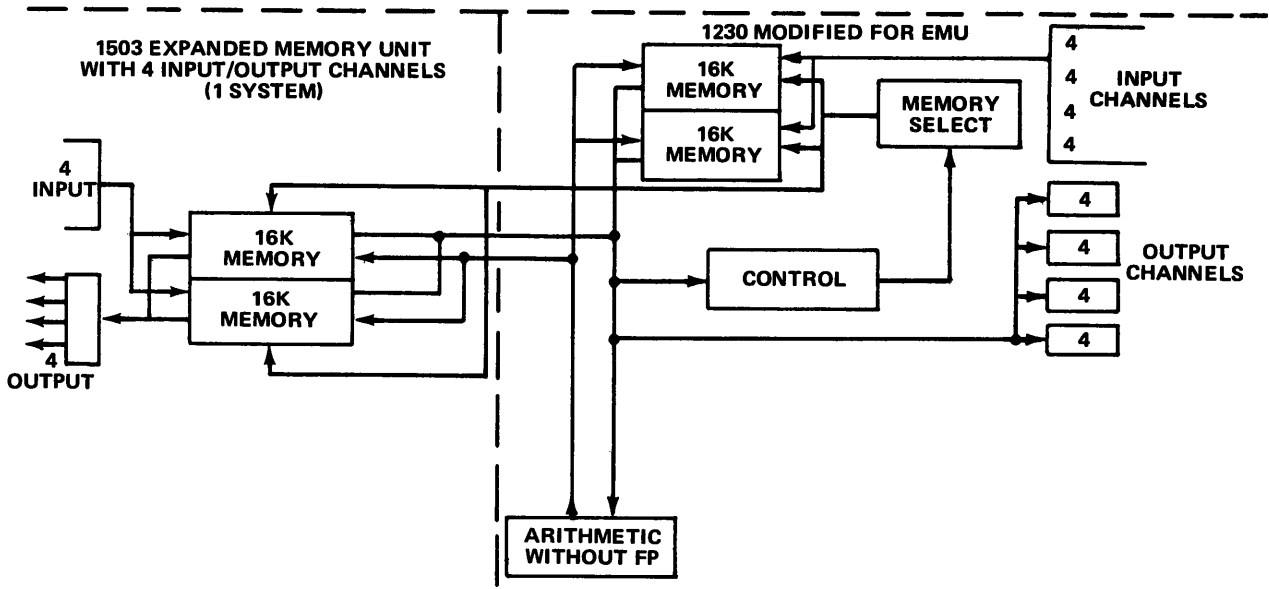 1503 EXPANDED MEMORY UNIT
WITH 4 INPUT/OUTPUT CHANNELS
(1 SYSTEM)
4
INPUT
16K
MEMORY
16K
MEMORY
4
OUTPUT
1230 MODIFIED FOR EMU
16K
MEMORY
16K
MEMORY
MEMORY
SELECT
4
4
4
4
INPUT
CHANNELS
CONTROL
4
4
4
4
OUTPUT
CHANNELS
ARITHMETIC
WITHOUT FP